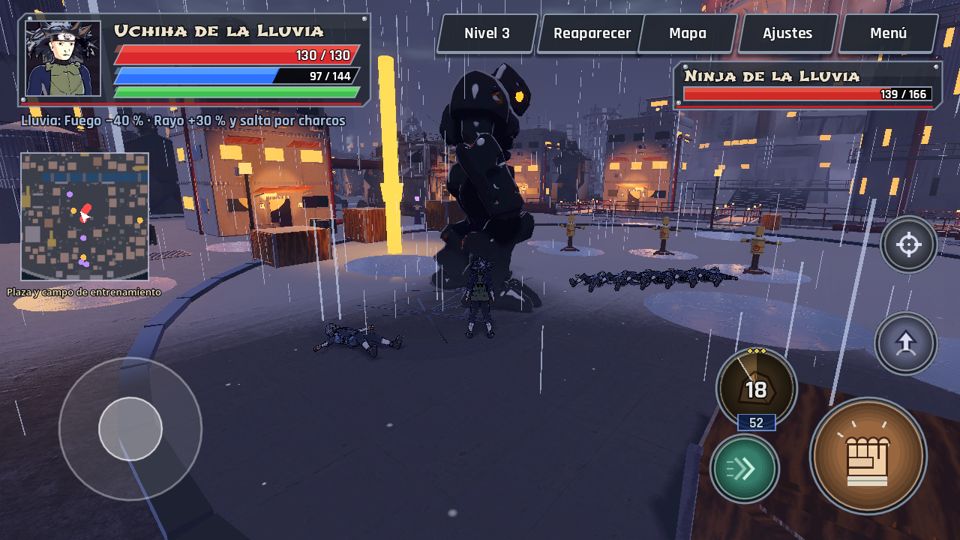 Uchiha de la Lluvia
130 / 130
97 / 144
Lluvia: Fuego −40 % · Rayo +30 % y salta por charcos
Nivel 3
Reaparecer
Mapa
Ajustes
Menú
Ninja de la Lluvia
139 / 166
Plaza y campo de entrenamiento
18
52